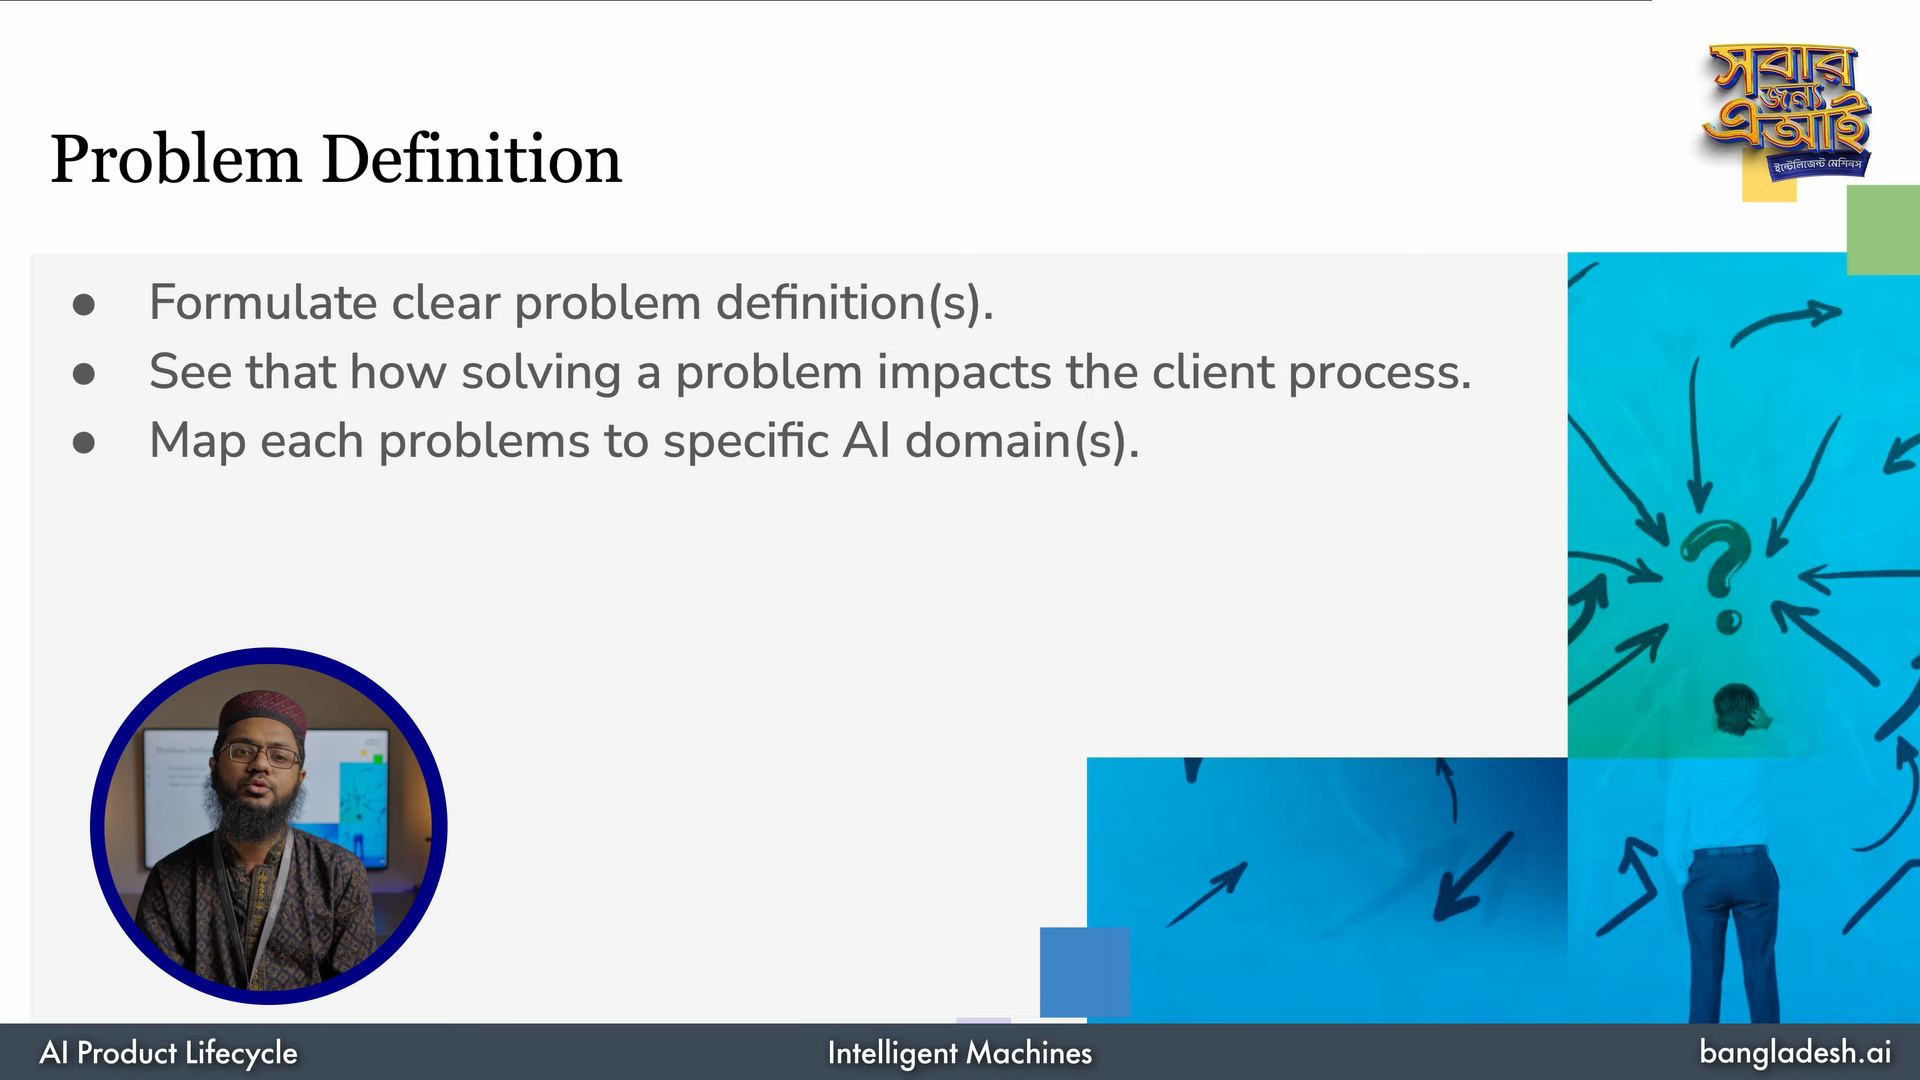 সবার
জন্য
এআই
ইন্টেলিজেন্ট মেশিনস
Problem Definition
● Formulate clear problem definition(s).
● See that how solving a problem impacts the client process.
● Map each problems to specific AI domain(s).
?
AI Product Lifecycle
Intelligent Machines
bangladesh.ai